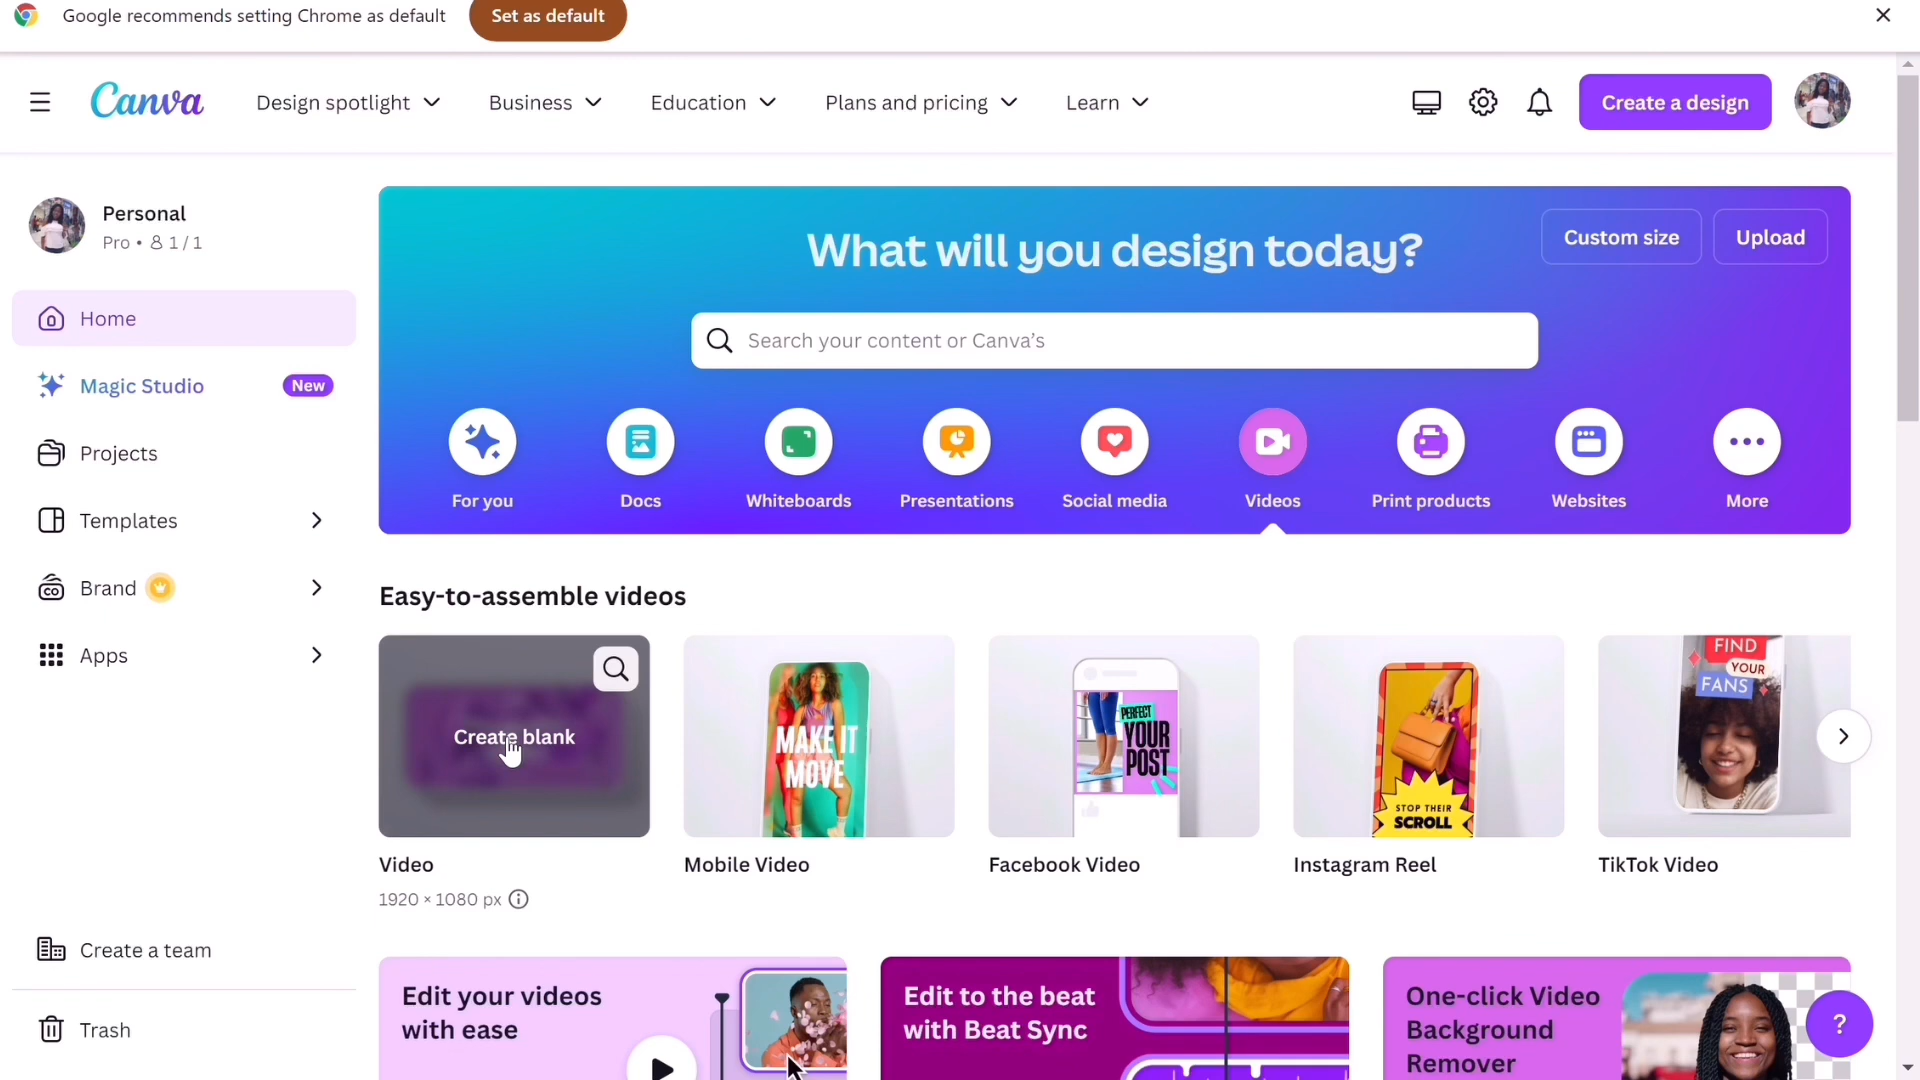 Google recommends setting Chrome as default
Set as default
Canva
Design spotlight
Business
Education
Plans and pricing
Learn
Create a design
Personal
Pro • 1/1
Home
Magic Studio
New
Projects
Templates
Brand
Apps
Create a team
Trash
What will you design today?
Custom size
Upload
Search your content or Canva's
For you
Docs
Whiteboards
Presentations
Social media
Videos
Print products
Websites
More
Easy-to-assemble videos
Create blank
MAKE IT
MOVE
PERFECT
YOUR
POST
STOP THEIR
SCROLL
FIND
YOUR
FANS
Video
1920 × 1080 px
Mobile Video
Facebook Video
Instagram Reel
TikTok Video
Edit your videos
with ease
Edit to the beat
with Beat Sync
One-click Video
Background
Remover
?